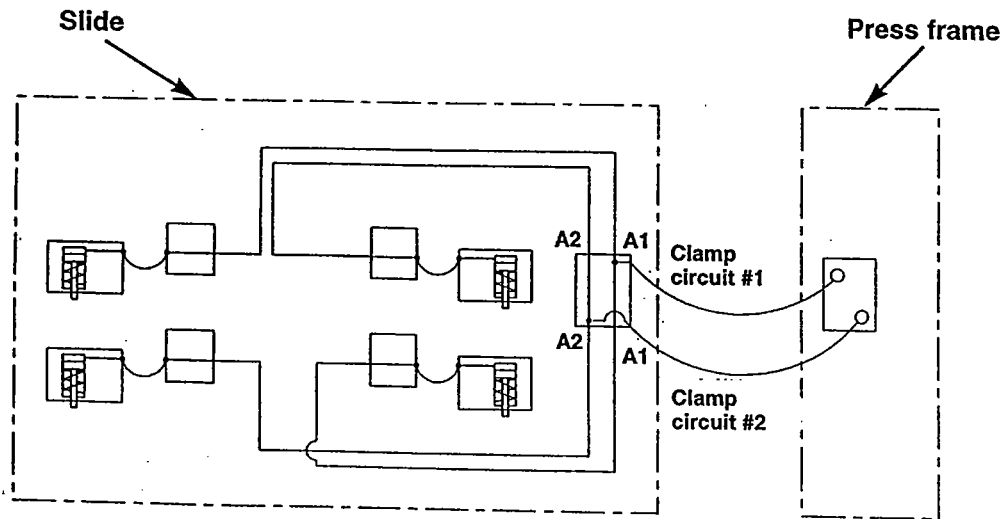 Slide
Press frame
A2 A1
Clamp
circuit #1
A2
A1
Clamp
circuit #2